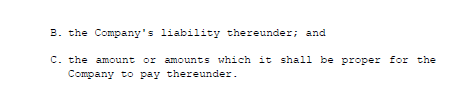 B. the Company's liability thereunder; and
C. the amount or amounts which it shall be proper for the
Company to pay thereunder.